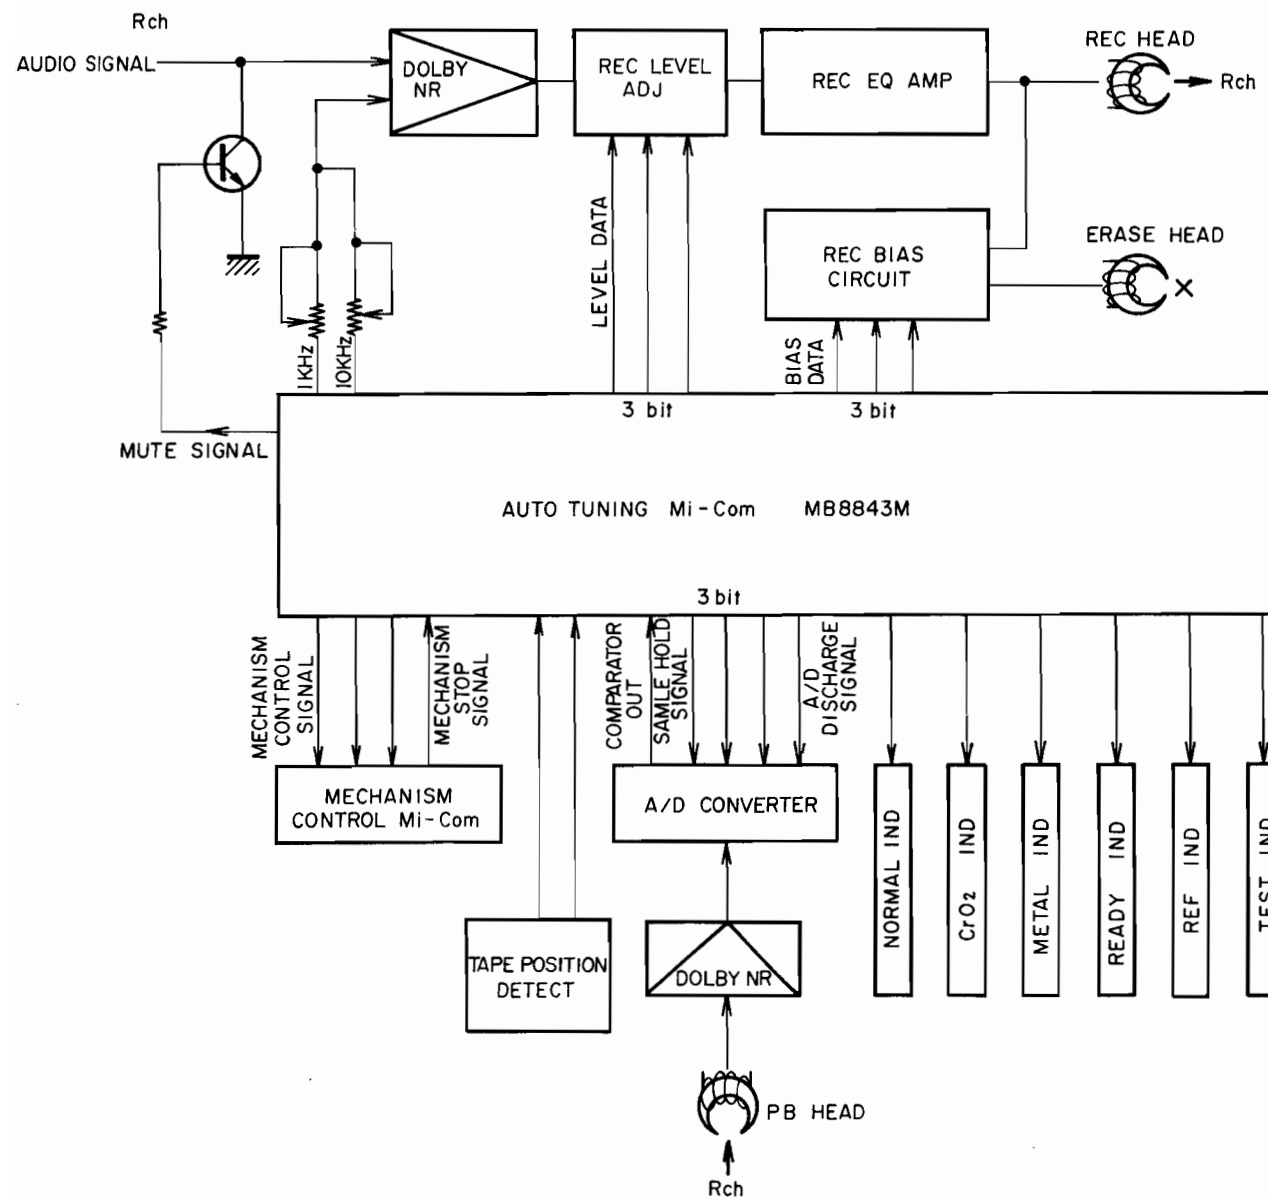 Rch
AUDIO SIGNAL
DOLBY
NR
REC LEVEL
ADJ
REC EQ AMP
REC HEAD
Rch
LEVEL DATA
REC BIAS
CIRCUIT
ERASE HEAD
1KHz
10KHz
BIAS
DATA
3 bit
3 bit
MUTE SIGNAL
AUTO TUNING Mi-Com MB8843M
3 bit
MECHANISM
CONTROL
SIGNAL
MECHANISM
STOP
SIGNAL
COMPARATOR
OUT
SAMLE HOLD
SIGNAL
A/D
DISCHARGE
SIGNAL
MECHANISM
CONTROL Mi-Com
A/D CONVERTER
NORMAL IND
CrO2 IND
METAL IND
READY IND
REF IND
TEST IND
TAPE POSITION
DETECT
DOLBY NR
PB HEAD
Rch